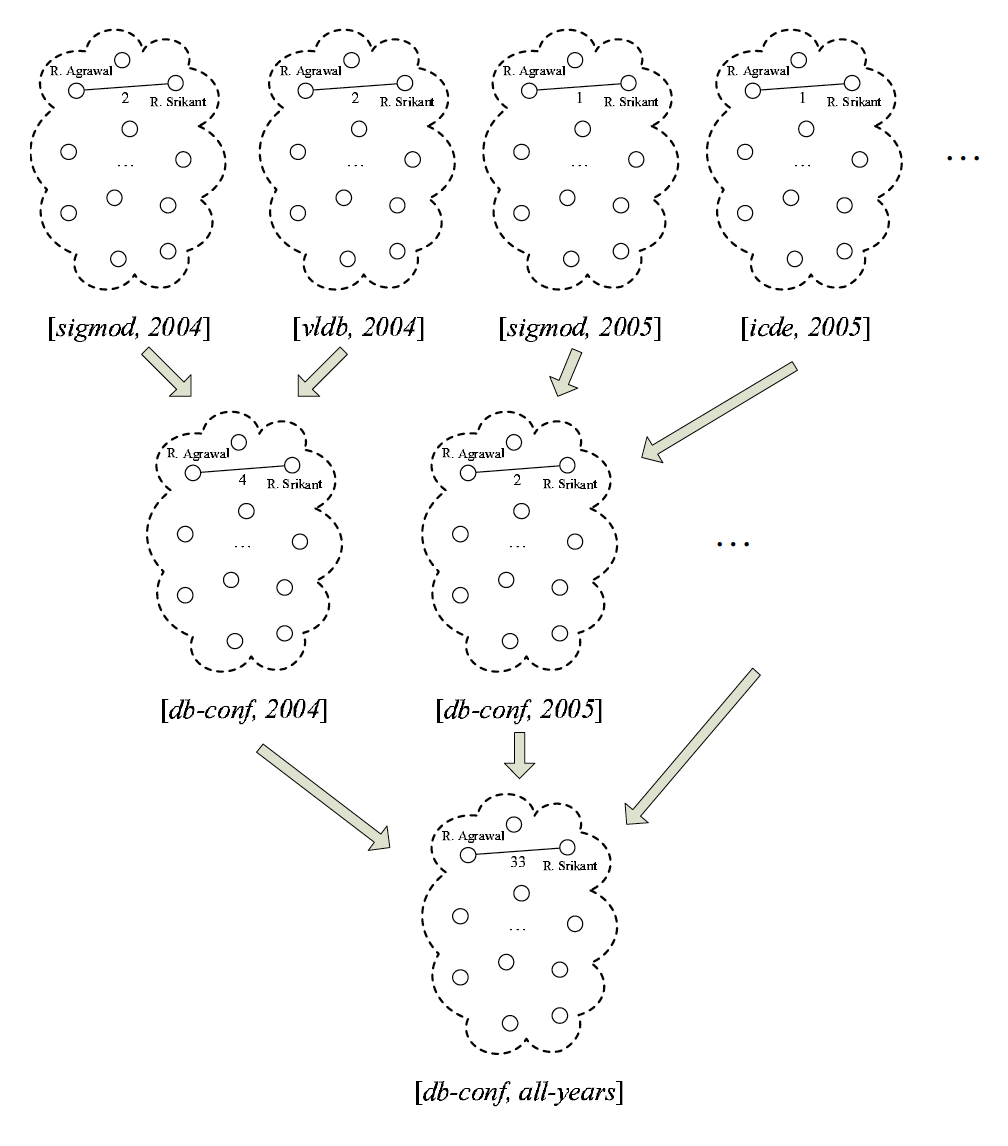 R. Agrawal R. Agrawal R. Agrawal R. Agrawal
2 R. Srikant 2 R. Srikant 1 R. Srikant 1 R. Srikant
... ... ... ... ...
[sigmod, 2004] [vldb, 2004] [sigmod, 2005] [icde, 2005]
R. Agrawal R. Agrawal
4 R. Srikant 2 R. Srikant
... ... ...
[db-conf, 2004] [db-conf, 2005]
R. Agrawal
33 R. Srikant
...
[db-conf, all-years]